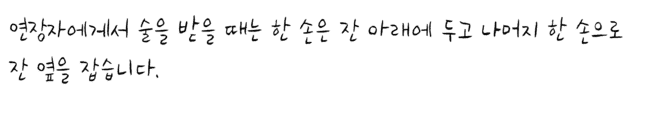 연장자에게서 술을 받을 때는 한 손은 잔 아래에 두고 나머지 한 손으로
잔 옆을 잡습니다.